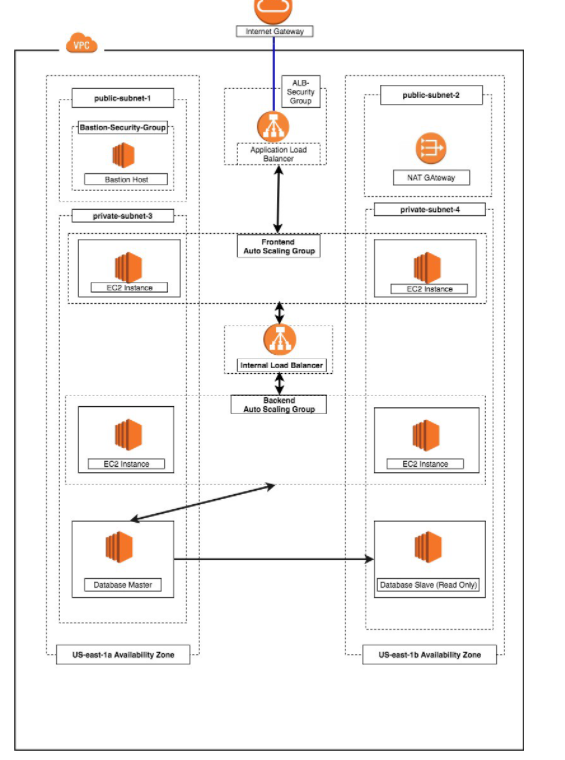 Internet Gateway
VPC
ALB-
Security
Group
public-subnet-1
public-subnet-2
Bastion-Security-Group
Application Load
Balancer
Bastion Host
NAT GAteway
private-subnet-3
private-subnet-4
Frontend
Auto Scaling Group
EC2 Instance
EC2 Instance
Internal Load Balancer
Backend
Auto Scaling Group
EC2 Instance
EC2 Instance
Database Master
Database Slave (Read Only)
US-east-1a Availability Zone
US-east-1b Availability Zone